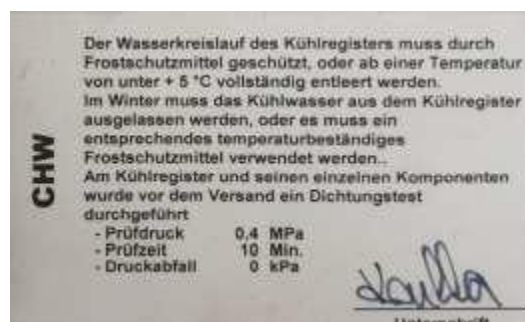 Der Wasserkreislauf des Kühlregisters muss durch
Frostschutzmittel geschützt, oder ab einer Temperatur
von unter + 5 °C vollständig entleert werden.
Im Winter muss das Kühlwasser aus dem Kühlregister
ausgelassen werden, oder es muss ein
entsprechendes temperaturbeständiges
Frostschutzmittel verwendet werden..
Am Kühlregister und seinen einzelnen Komponenten
wurde vor dem Versand ein Dichtungstest
durchgeführt
- Prüfdruck 0,4 MPa
- Prüfzeit 10 Min.
- Druckabfall 0 kPa
CHW
Unterschrift